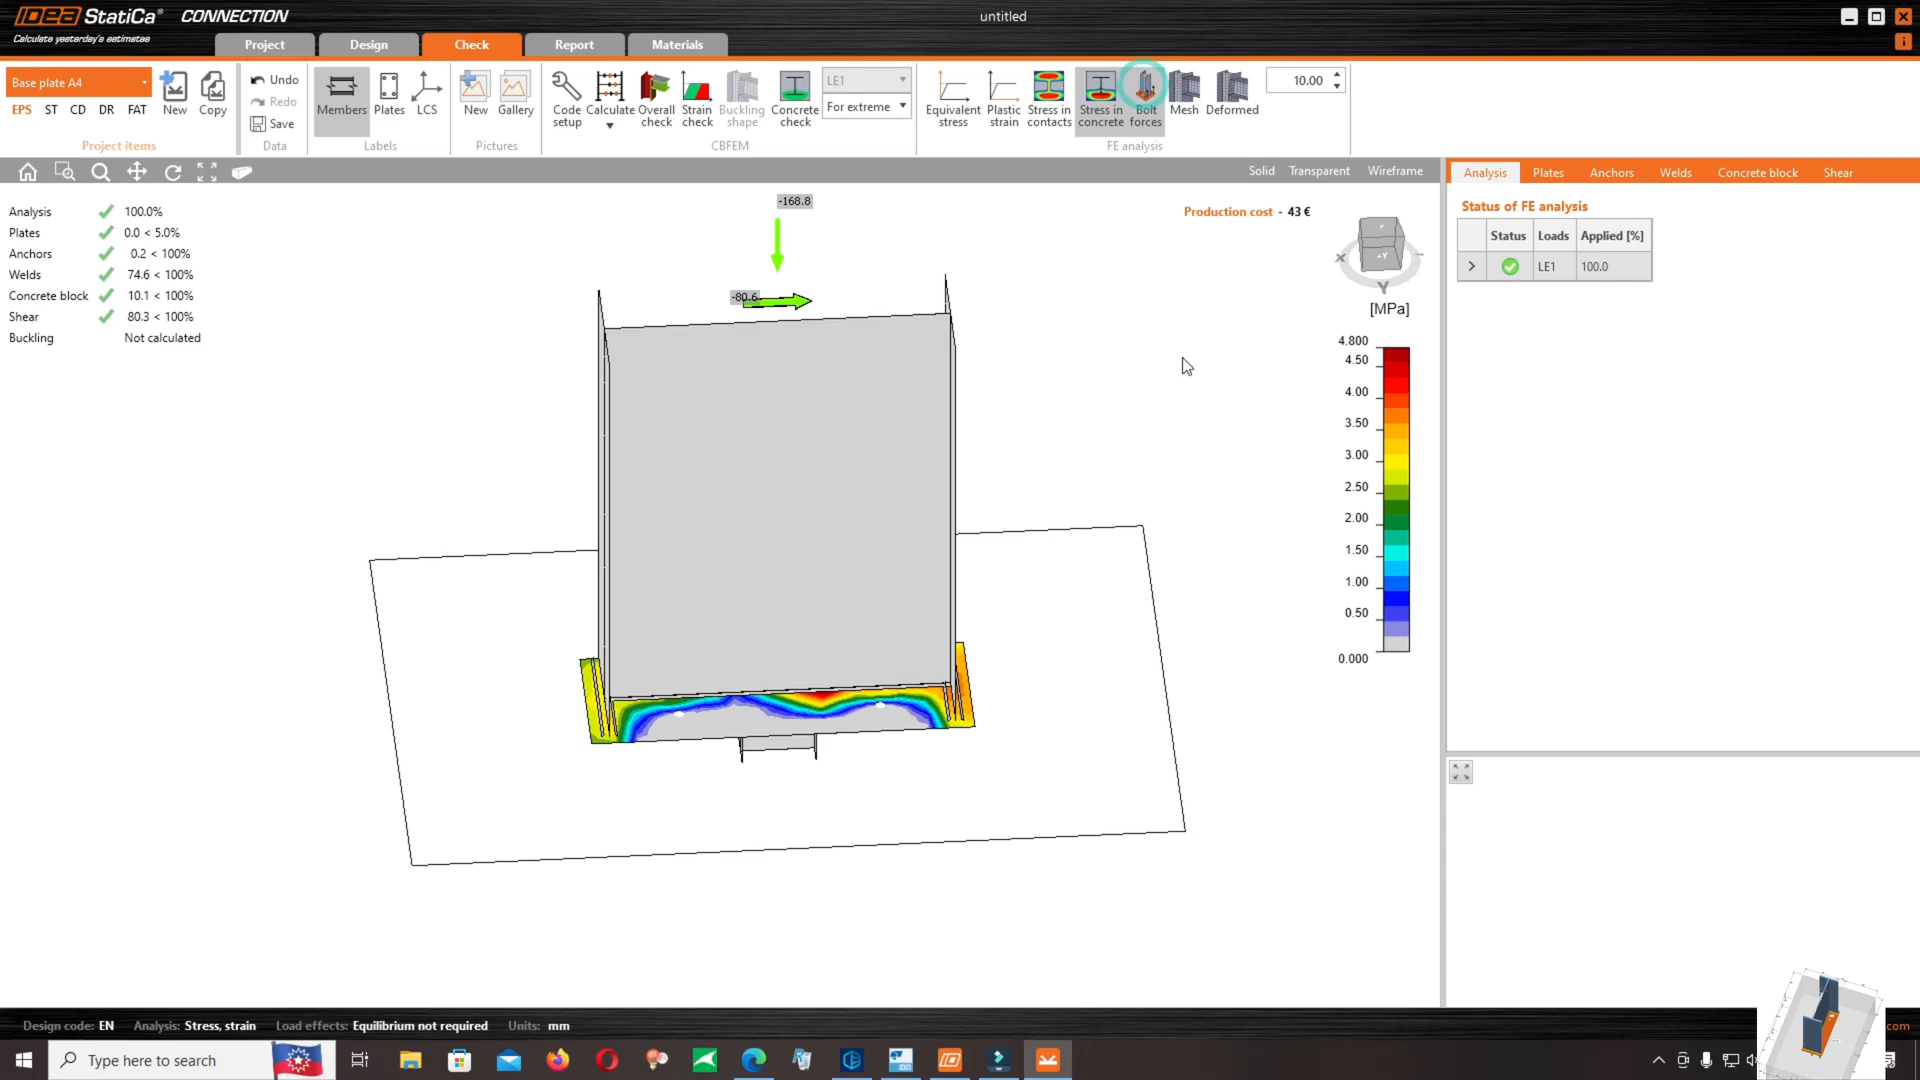 IDEA StatiCa® CONNECTION
untitled
Calculate yesterday's estimates
Project Design Check Report Materials
Base plate A4
EPS ST CD DR FAT
New
Copy
Project items
Undo
Redo
Save
Data
Members
Plates
LCS
Labels
New
Gallery
Pictures
Code setup
Calculate
Overall check
Strain check
Buckling shape
Concrete check
LE1
For extreme
CBFEM
Equivalent stress
Plastic strain
Stress in contacts
Stress in concrete
Bolt forces
Mesh
Deformed
10.00
FE analysis
Solid Transparent Wireframe
Analysis Plates Anchors Welds Concrete block Shear
Analysis 100.0%
Plates 0.0 < 5.0%
Anchors 0.2 < 100%
Welds 74.6 < 100%
Concrete block 10.1 < 100%
Shear 80.3 < 100%
Buckling Not calculated
-168.8
-80.6
Production cost - 43 €
X
+Y
Y
[MPa]
4.800
4.50
4.00
3.50
3.00
2.50
2.00
1.50
1.00
0.50
0.000
Status of FE analysis
Status Loads Applied [%]
> LE1 100.0
Design code: EN Analysis: Stress, strain Load effects: Equilibrium not required Units: mm
com
Type here to search